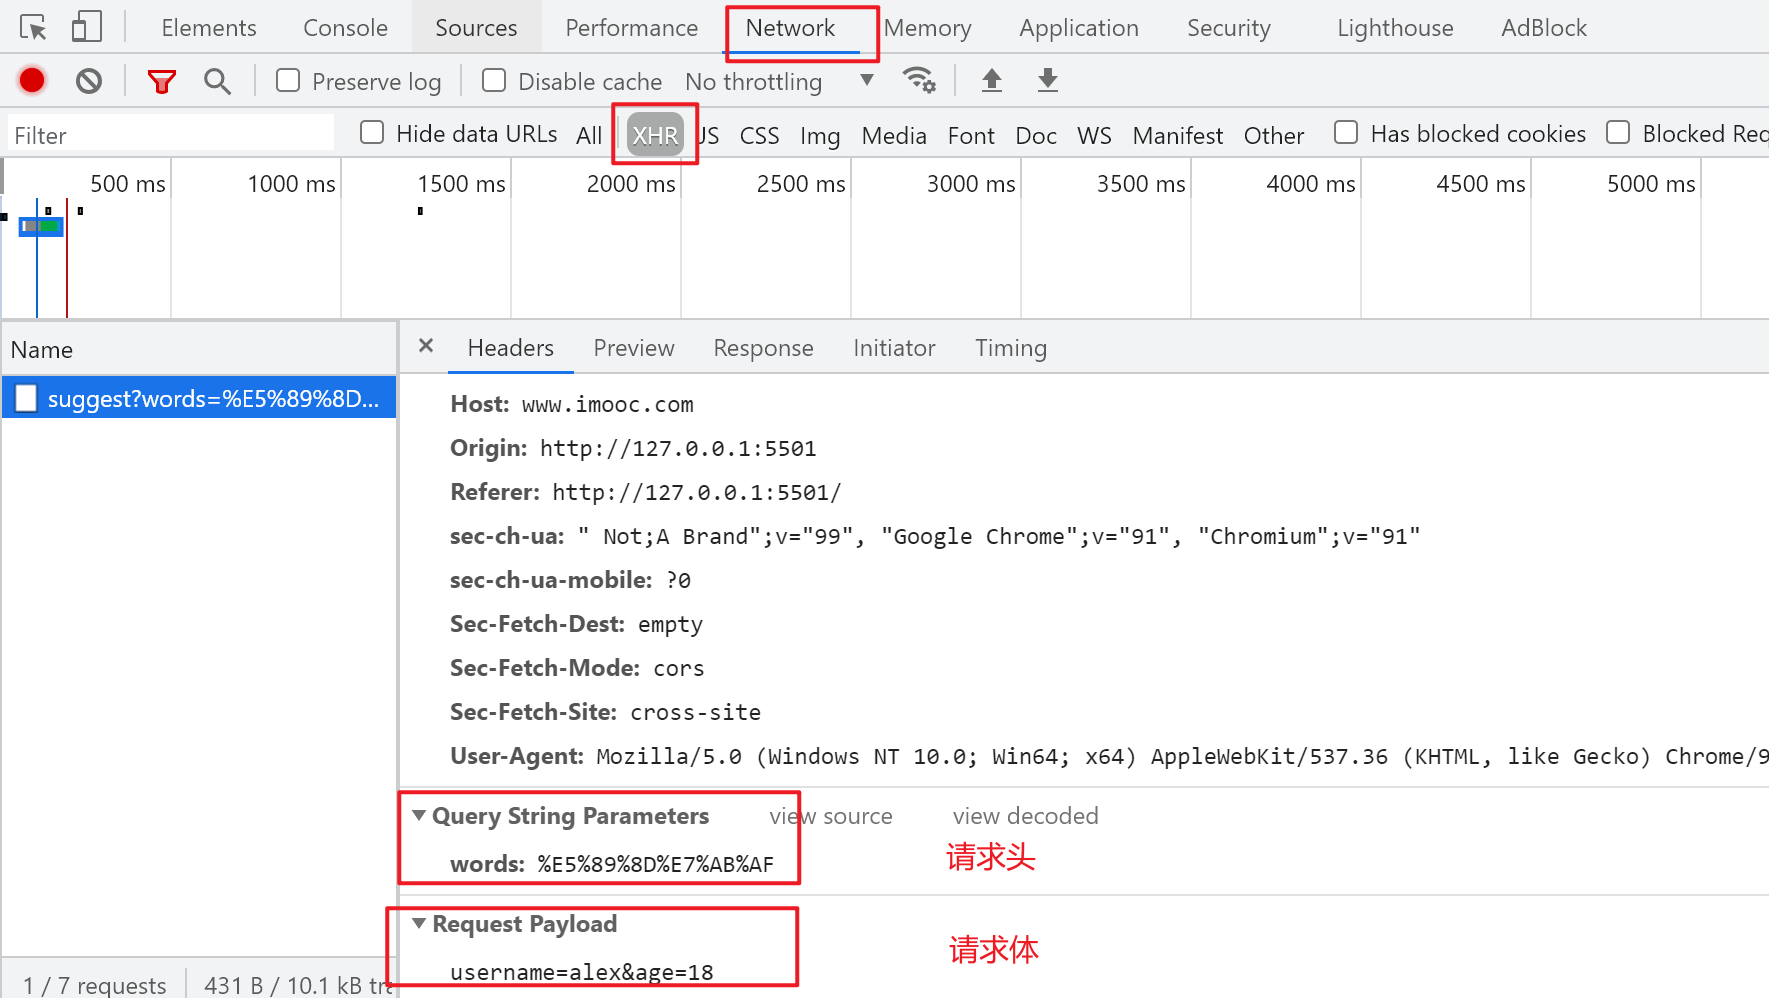 Elements Console Sources Performance Network Memory Application Security Lighthouse AdBlock
Preserve log Disable cache No throttling
Filter Hide data URLs All XHR JS CSS Img Media Font Doc WS Manifest Other Has blocked cookies Blocked Req
500 ms 1000 ms 1500 ms 2000 ms 2500 ms 3000 ms 3500 ms 4000 ms 4500 ms 5000 ms
Name
suggest?words=%E5%89%8D...
1 / 7 requests 431 B / 10.1 kB tra
× Headers Preview Response Initiator Timing
Host: www.imooc.com
Origin: http://127.0.0.1:5501
Referer: http://127.0.0.1:5501/
sec-ch-ua: " Not;A Brand";v="99", "Google Chrome";v="91", "Chromium";v="91"
sec-ch-ua-mobile: ?0
Sec-Fetch-Dest: empty
Sec-Fetch-Mode: cors
Sec-Fetch-Site: cross-site
User-Agent: Mozilla/5.0 (Windows NT 10.0; Win64; x64) AppleWebKit/537.36 (KHTML, like Gecko) Chrome/9
Query String Parameters view source view decoded
words: %E5%89%8D%E7%AB%AF
请求头
Request Payload
请求体
username=alex&age=18